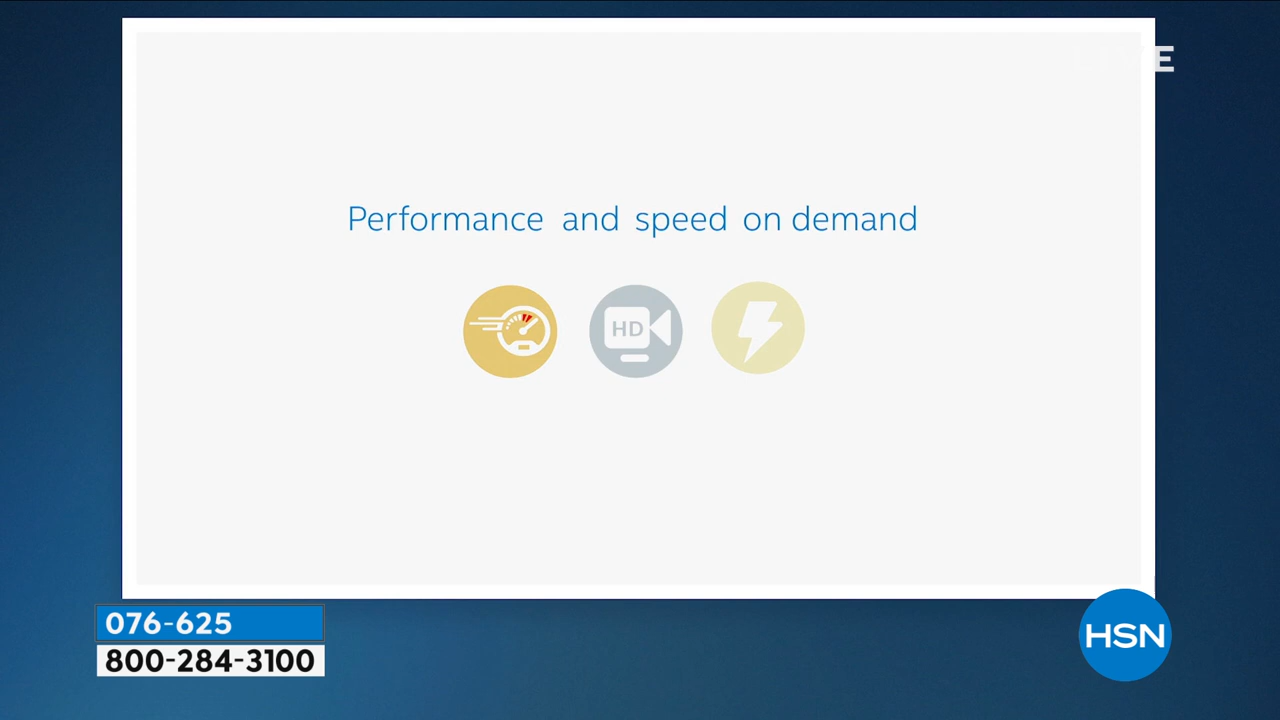 Performance and speed on demand
HD
076-625
800-284-3100
HSN